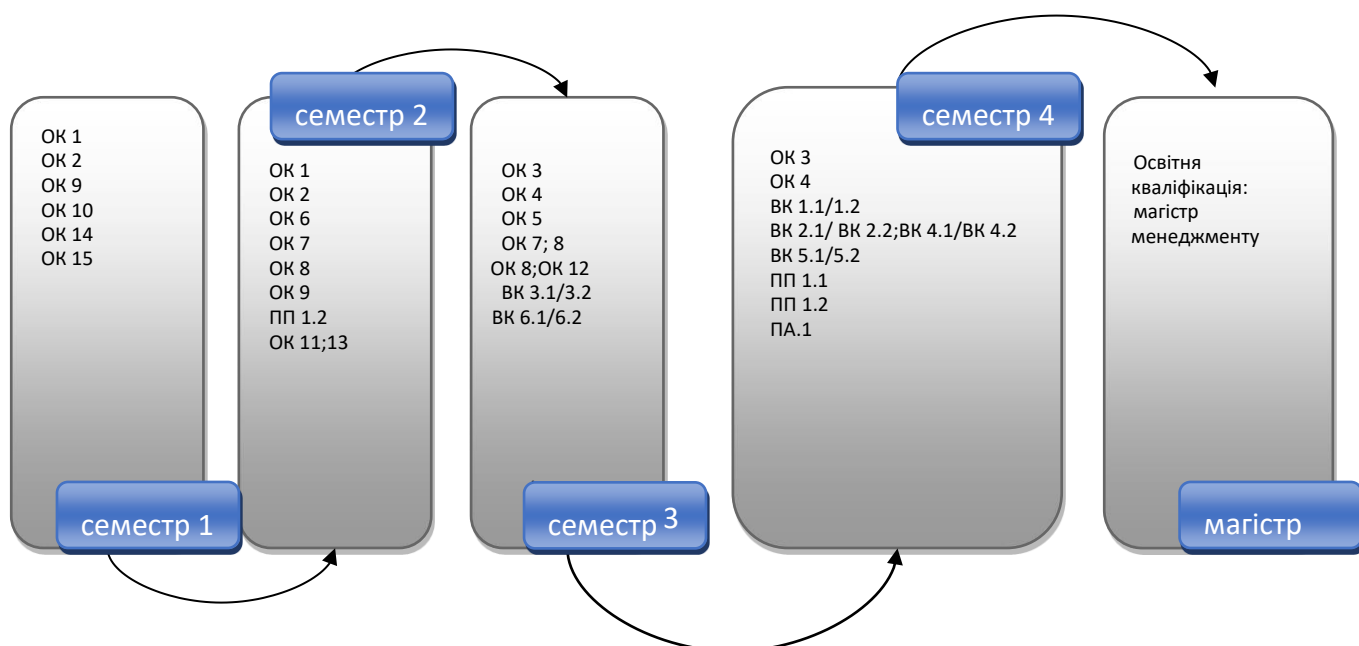 ОК 1
ОК 2
ОК 9
ОК 10
ОК 14
ОК 15
семестр 1
семестр 2
ОК 1
ОК 2
ОК 6
ОК 7
ОК 8
ОК 9
ПП 1.2
ОК 11;13
ОК 3
ОК 4
ОК 5
ОК 7; 8
ОК 8;ОК 12
ВК 3.1/3.2
ВК 6.1/6.2
семестр 3
семестр 4
ОК 3
ОК 4
ВК 1.1/1.2
ВК 2.1/ ВК 2.2;ВК 4.1/ВК 4.2
ВК 5.1/5.2
ПП 1.1
ПП 1.2
ПА.1
Освітня
кваліфікація:
магістр
менеджменту
магістр